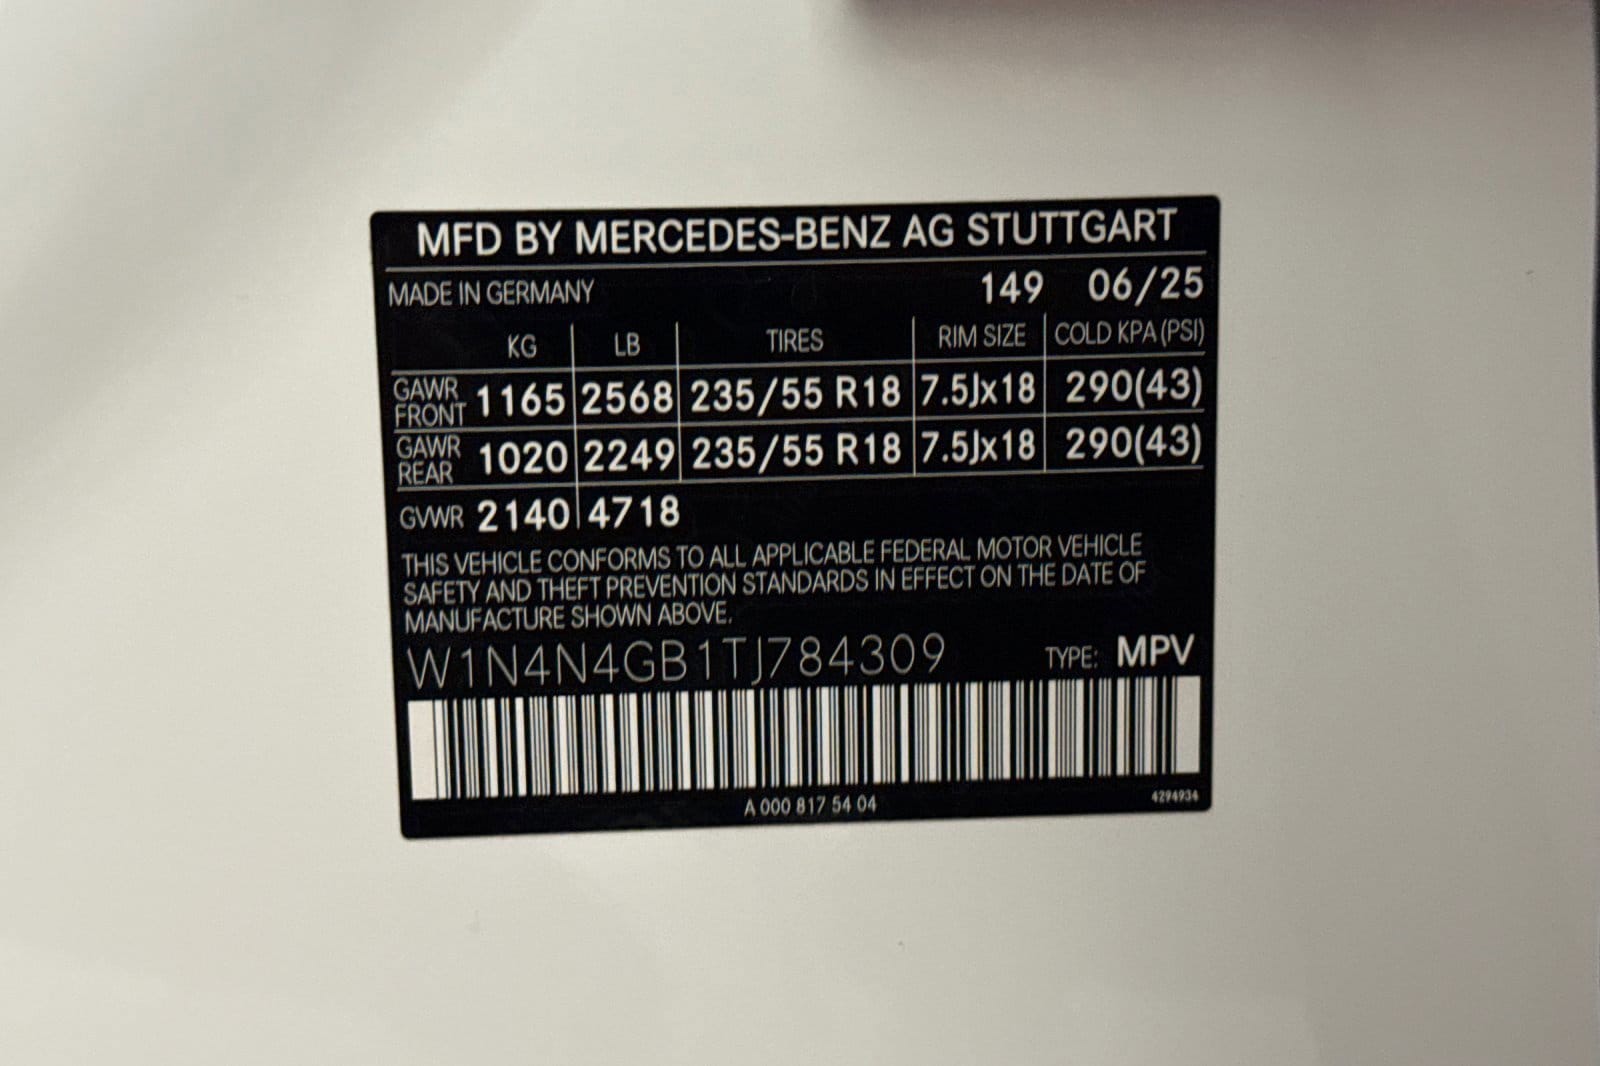 MFD BY MERCEDES-BENZ AG STUTTGART
MADE IN GERMANY 149 06/25
KG LB TIRES RIM SIZE COLD KPA (PSI)
GAWR FRONT 1165 2568 235/55 R18 7.5Jx18 290(43)
GAWR REAR 1020 2249 235/55 R18 7.5Jx18 290(43)
GVWR 2140 4718
THIS VEHICLE CONFORMS TO ALL APPLICABLE FEDERAL MOTOR VEHICLE
SAFETY AND THEFT PREVENTION STANDARDS IN EFFECT ON THE DATE OF
MANUFACTURE SHOWN ABOVE.
W1N4N4GB1TJ784309 TYPE: MPV
A 000 817 54 04 4294934